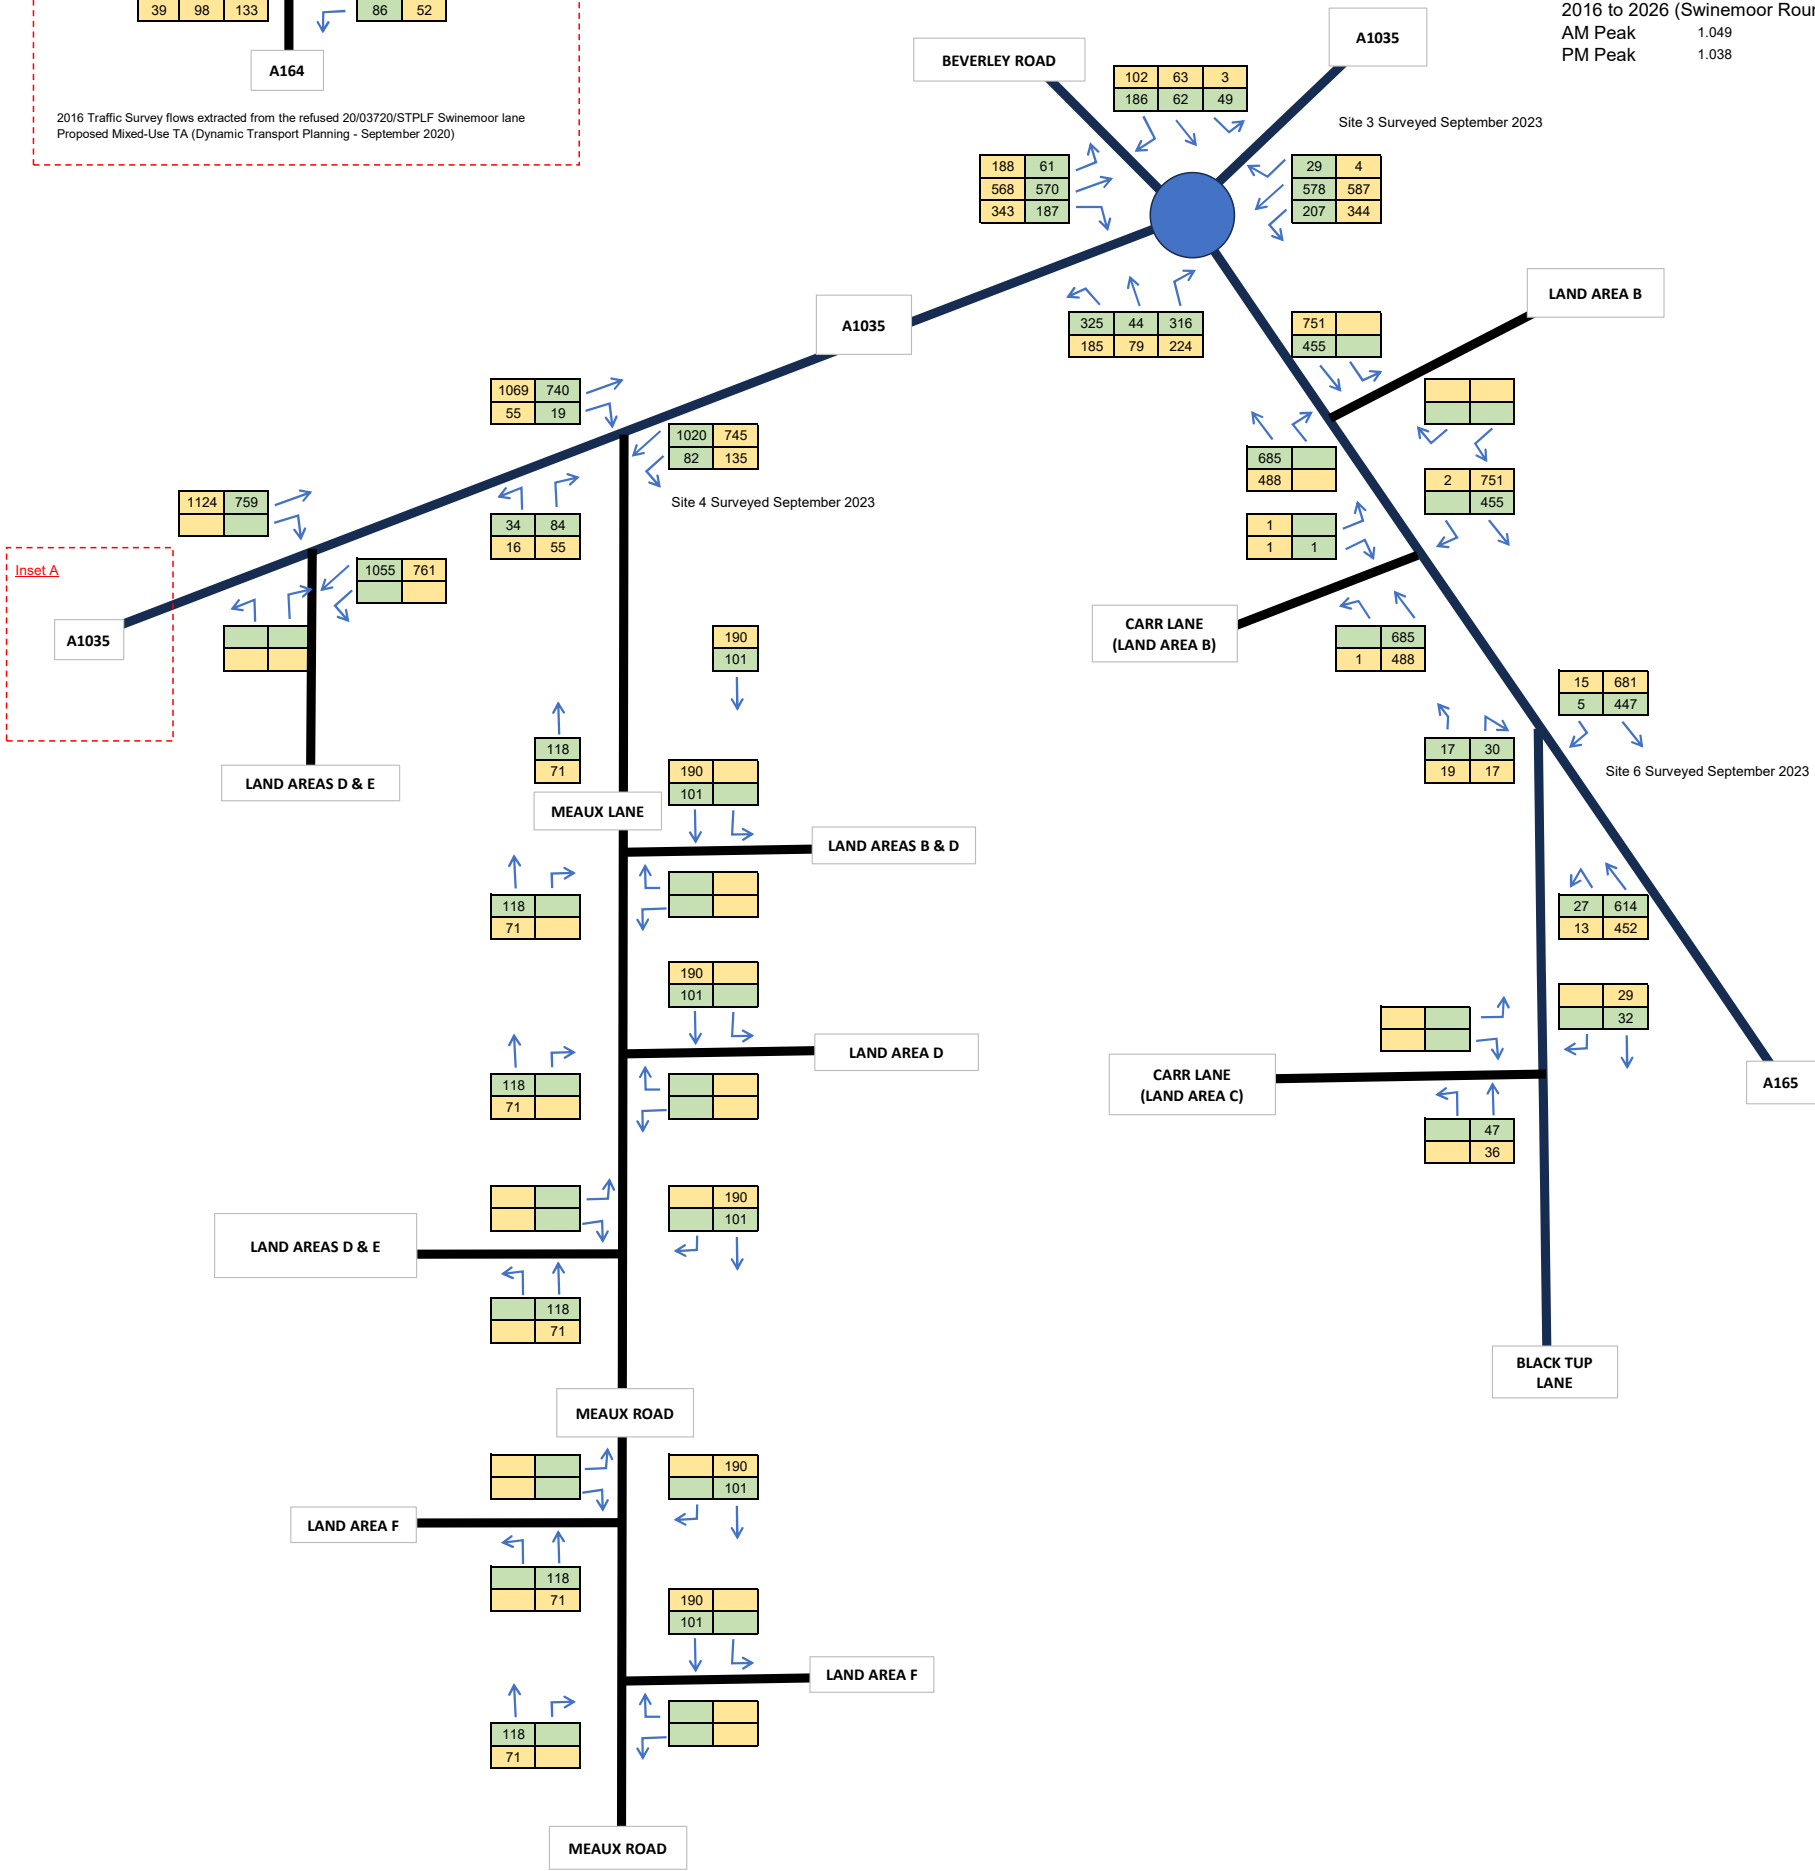 39 98 133
86 52
A164
2016 Traffic Survey flows extracted from the refused 20/03720/STPLF Swinemoor lane
Proposed Mixed-Use TA (Dynamic Transport Planning - September 2020)
2016 to 2026 (Swinemoor
AM Peak 1.049
PM Peak 1.038
BEVERLEY ROAD
A1035
102 63 3
186 62 49
Site 3 Surveyed September 2023
188 61
568 570
343 187
29 4
578 587
207 344
325 44 316
185 79 224
A1035
LAND AREA B
751
455
685
488
2 751
455
1
1 1
CARR LANE
(LAND AREA B)
685
1 488
1069 740
55 19
1020 745
82 135
Site 4 Surveyed September 2023
34 84
16 55
1124 759
1055 761
Inset A
A1035
LAND AREAS D & E
190
101
118
71
MEAUX LANE
190
101
LAND AREAS B & D
118
71
190
101
LAND AREA D
118
71
15 681
5 447
17 30
19 17
Site 6 Surveyed September 2023
27 614
13 452
29
32
CARR LANE
(LAND AREA C)
A165
47
36
BLACK TUP
LANE
190
101
LAND AREAS D & E
118
71
MEAUX ROAD
190
101
LAND AREA F
118
71
190
101
LAND AREA F
118
71
MEAUX ROAD